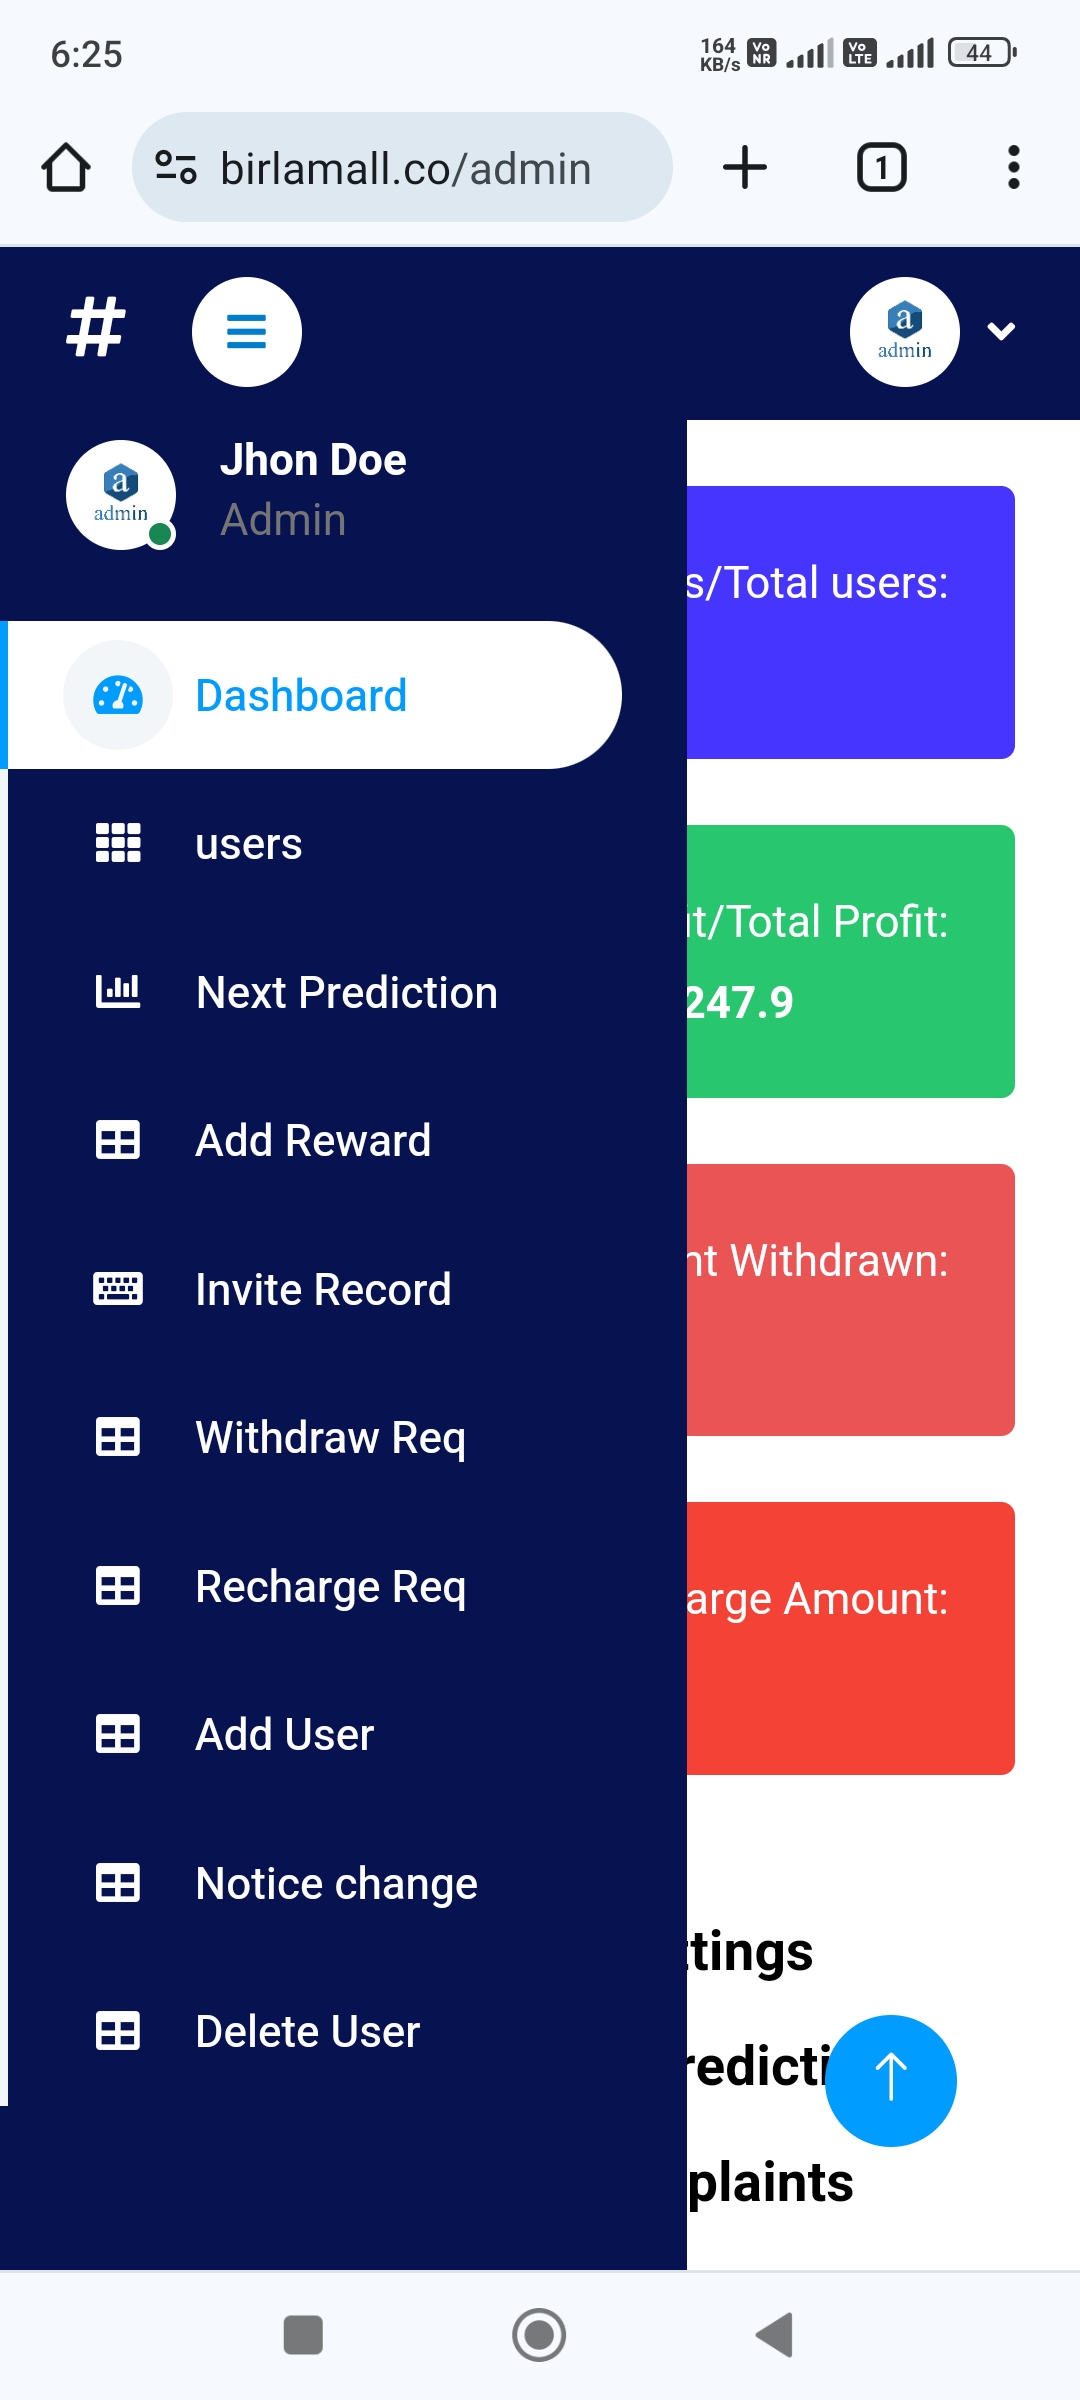 6:25
164
KB/s
Vo
NR
Vo
LTE
44
birlamall.co/admin
1
#
a
admin
a
admin
Jhon Doe
Admin
s/Total users:
Dashboard
users
it/Total Profit:
Next Prediction
247.9
Add Reward
nt Withdrawn:
Invite Record
Withdraw Req
Recharge Req
arge Amount:
Add User
Notice change
ttings
Delete User
redicti
plaints